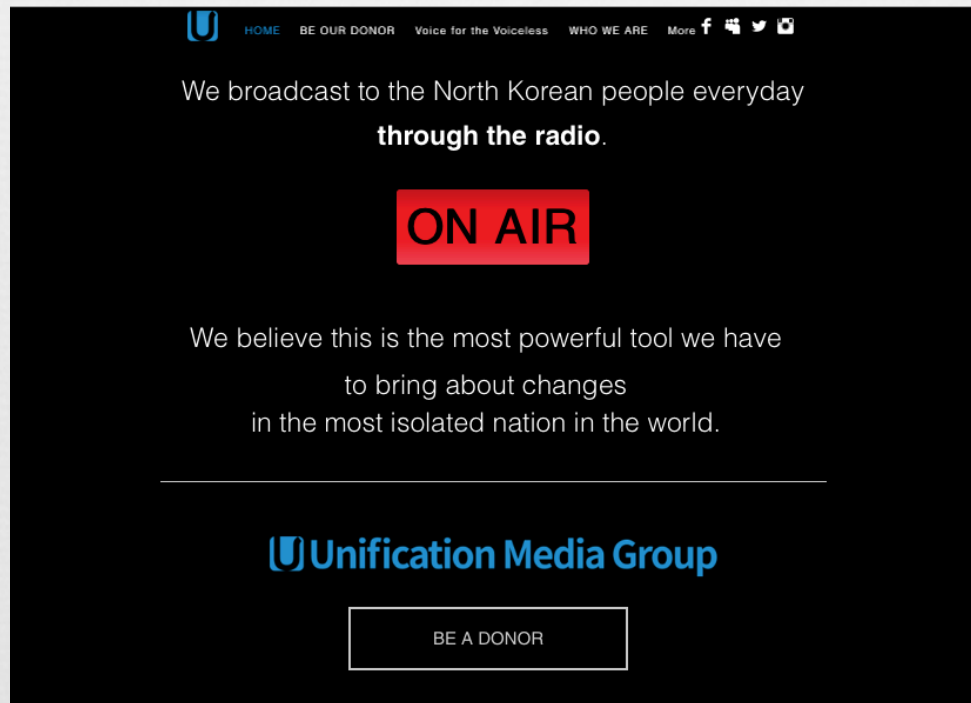 HOME BE OUR DONOR Voice for the Voiceless WHO WE ARE More
We broadcast to the North Korean people everyday
through the radio.
ON AIR
We believe this is the most powerful tool we have
to bring about changes
in the most isolated nation in the world.
Unification Media Group
BE A DONOR